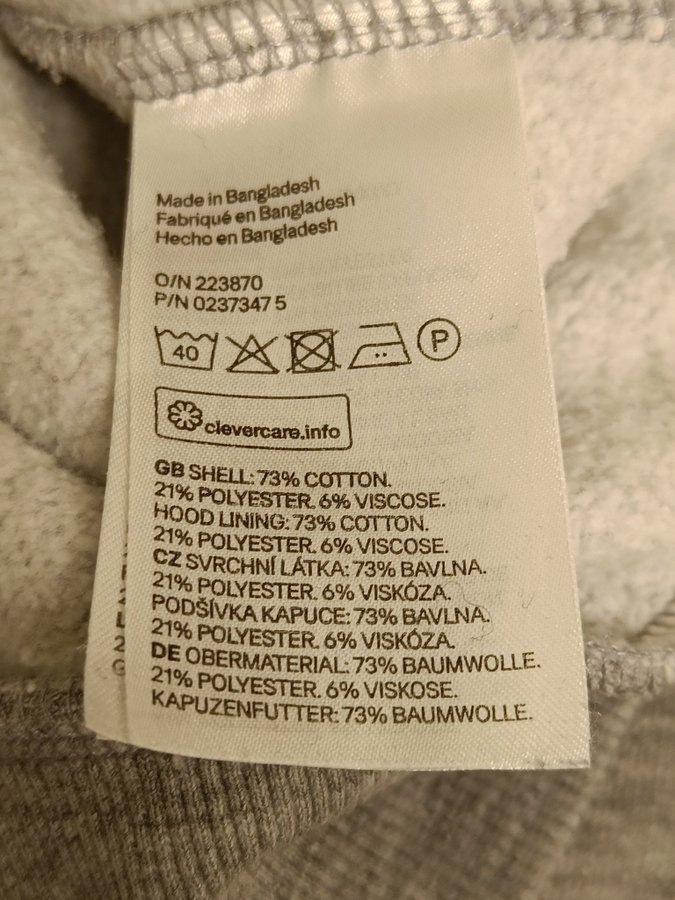 Made in Bangladesh
Fabriqué en Bangladesh
Hecho en Bangladesh
O/N 223870
P/N 0237347 5
40 P
clevercare.info
GB SHELL: 73% COTTON.
21% POLYESTER. 6% VISCOSE.
HOOD LINING: 73% COTTON.
21% POLYESTER. 6% VISCOSE.
CZ SVRCHNÍ LÁTKA: 73% BAVLNA.
21% POLYESTER. 6% VISKÓZA.
PODŠÍVKA KAPUCE: 73% BAVLNA.
21% POLYESTER. 6% VISKÓZA.
DE OBERMATERIAL: 73% BAUMWOLLE.
21% POLYESTER. 6% VISKOSE.
KAPUZENFUTTER: 73% BAUMWOLLE.